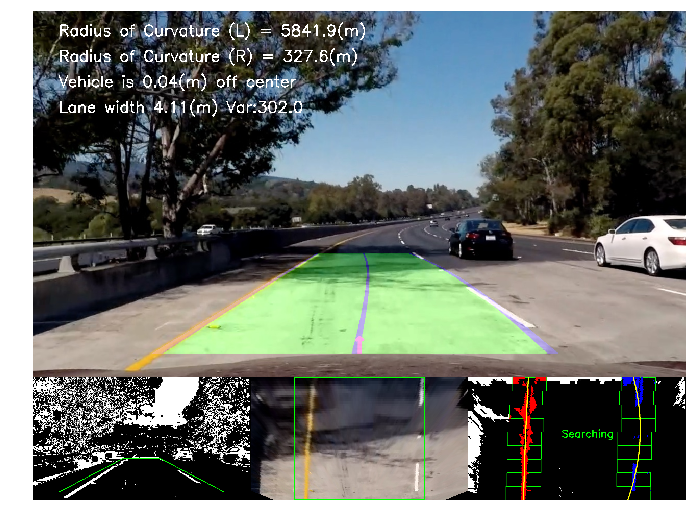 Radius of Curvature (L) = 5841.9(m)
Radius of Curvature (R) = 327.6(m)
Vehicle is 0.04(m) off center
Lane width 4.11(m) Var:302.0
Searching